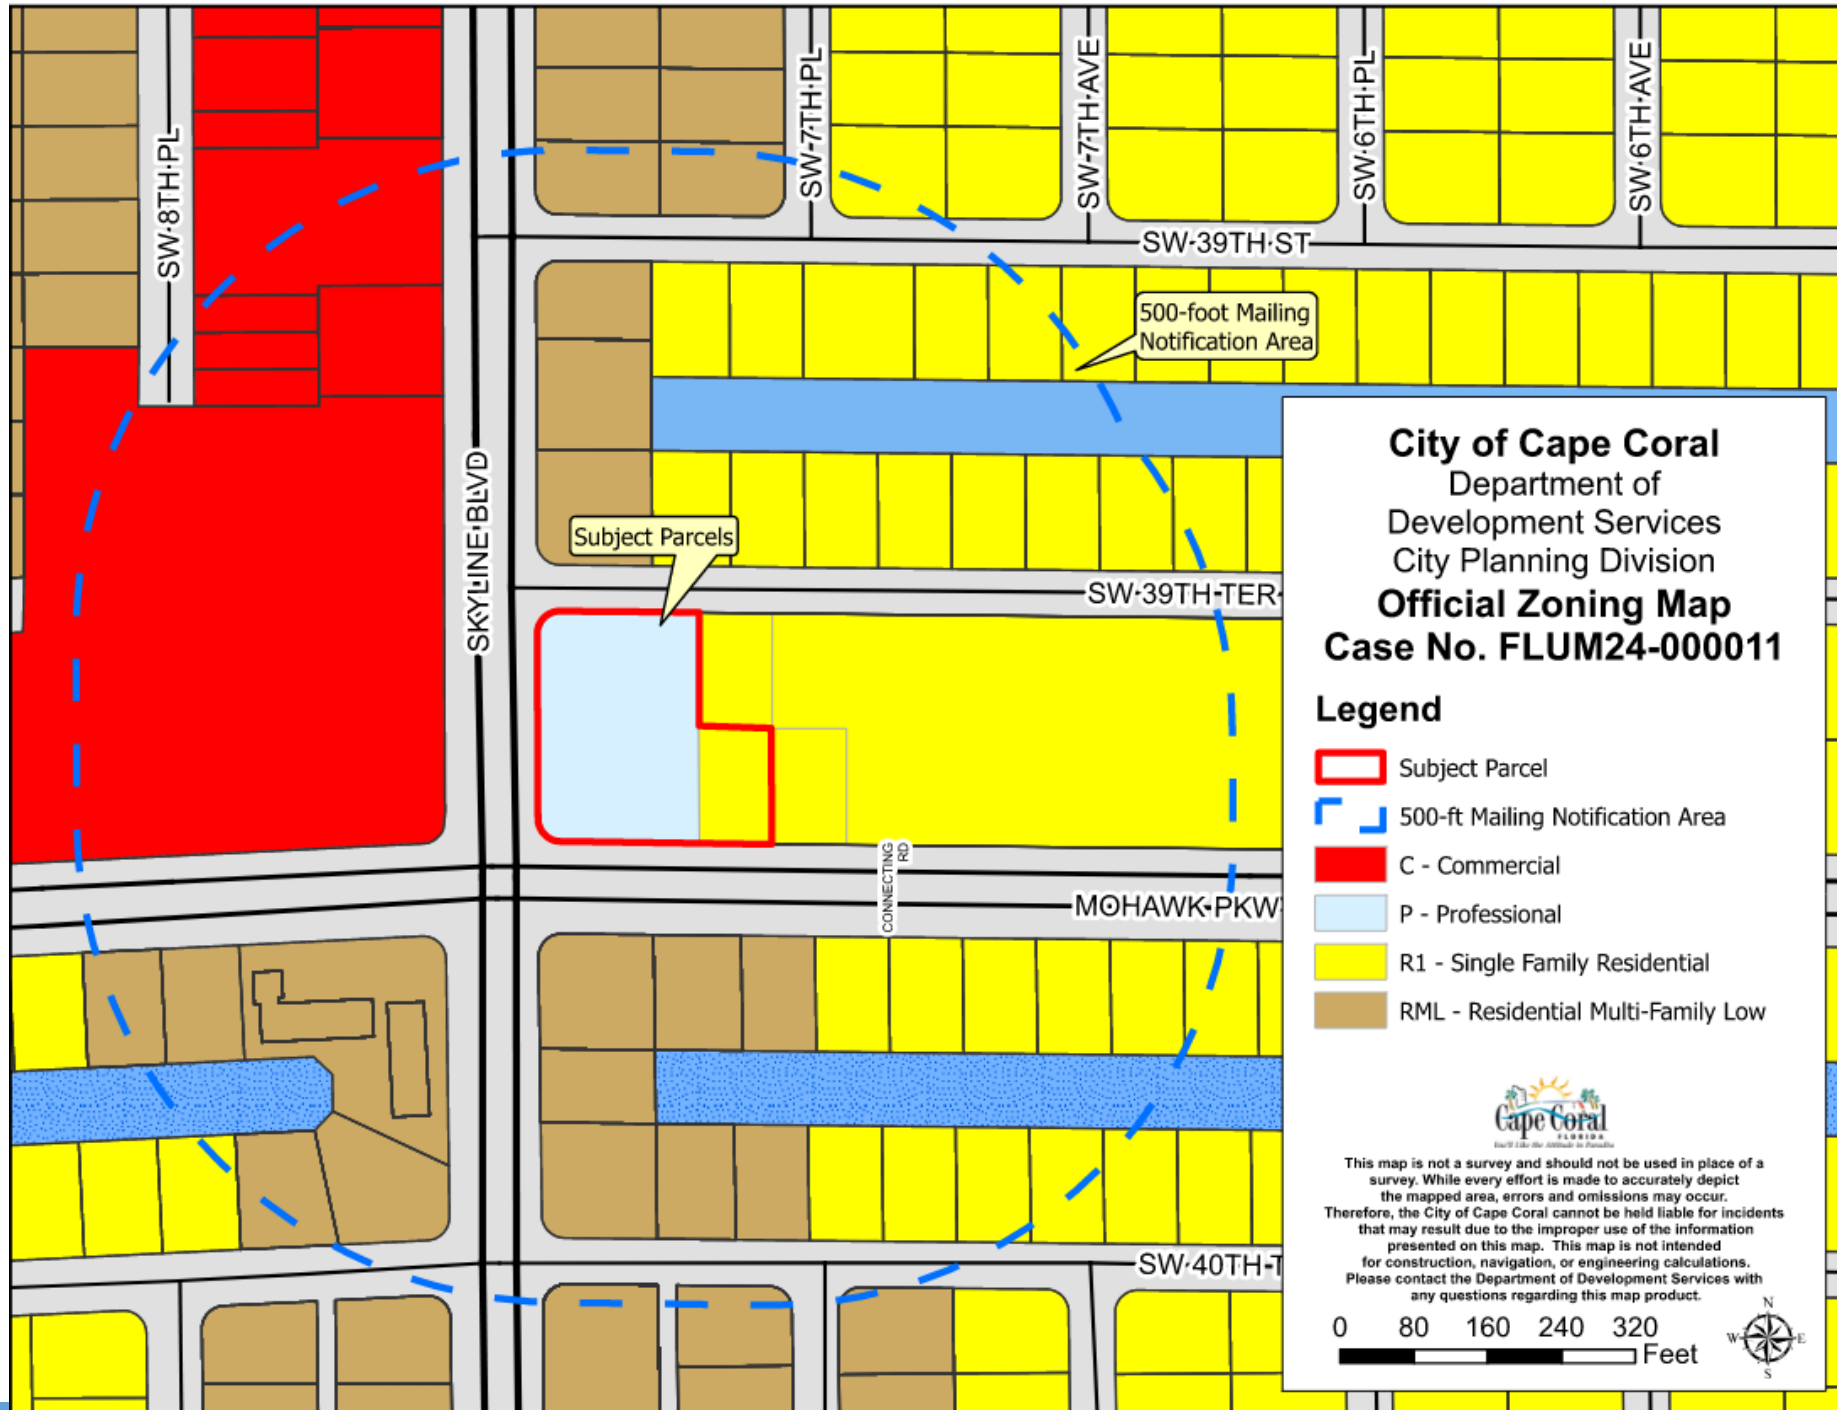 SW 8TH PL
SW 7TH PL
SW 7TH AVE
SW 6TH PL
SW 6TH AVE
SW 39TH ST
500-foot Mailing
Notification Area
SKYLINE BLVD
Subject Parcels
SW 39TH TER
CONNECTING
RD
MOHAWK PKW
SW 40TH T
City of Cape Coral
Department of
Development Services
City Planning Division
Official Zoning Map
Case No. FLUM24-000011
Legend
Subject Parcel
500-ft Mailing Notification Area
C - Commercial
P - Professional
R1 - Single Family Residential
RML - Residential Multi-Family Low
Cape Coral
FLORIDA
This map is not a survey and should not be used in place of a
survey. While every effort is made to accurately depict
the mapped area, errors and omissions may occur.
Therefore, the City of Cape Coral cannot be held liable for incidents
that may result due to the improper use of the information
presented on this map. This map is not intended
for construction, navigation, or engineering calculations.
Please contact the Department of Development Services with
any questions regarding this map product.
0 80 160 240 320
Feet
N
W E
S